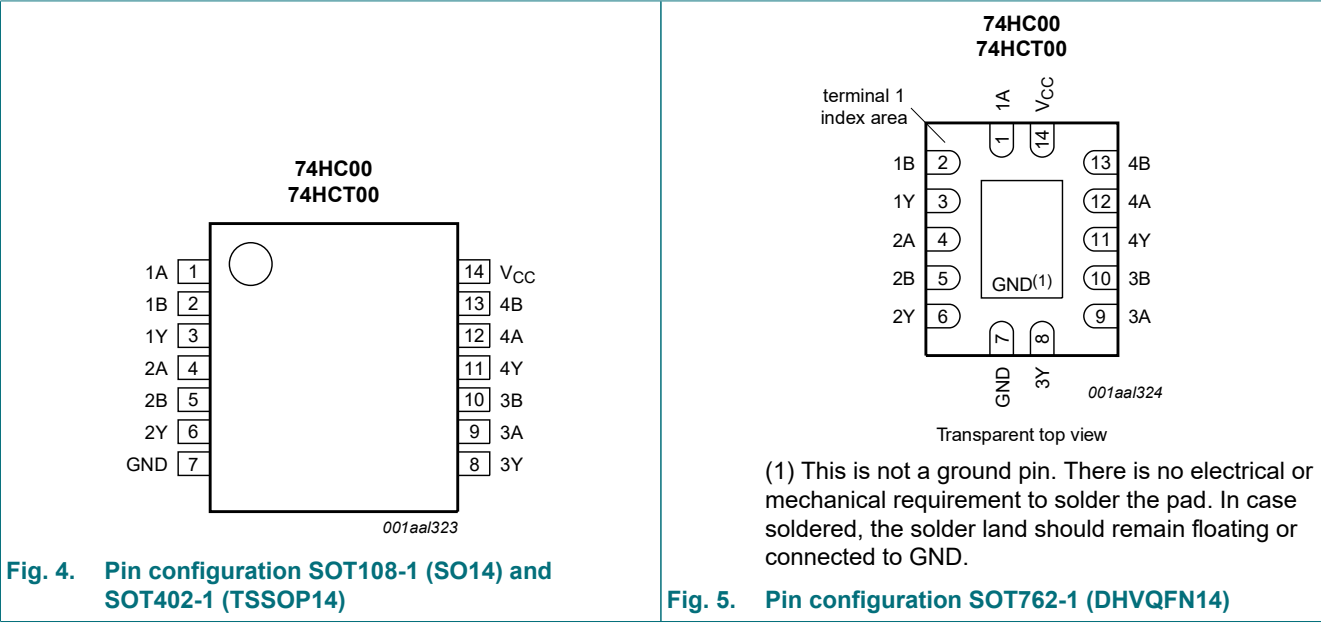 74HC00
74HCT00
1A 1
1B 2
1Y 3
2A 4
2B 5
2Y 6
GND 7
14 VCC
13 4B
12 4A
11 4Y
10 3B
9 3A
8 3Y
001aal323
Fig. 4. Pin configuration SOT108-1 (SO14) and
SOT402-1 (TSSOP14)
74HC00
74HCT00
terminal 1
index area
1A
VCC
1
14
1B 2
1Y 3
2A 4
2B 5
2Y 6
13 4B
12 4A
11 4Y
10 3B
9 3A
GND(1)
7
8
GND
3Y
001aal324
Transparent top view
(1) This is not a ground pin. There is no electrical or
mechanical requirement to solder the pad. In case
soldered, the solder land should remain floating or
connected to GND.
Fig. 5. Pin configuration SOT762-1 (DHVQFN14)